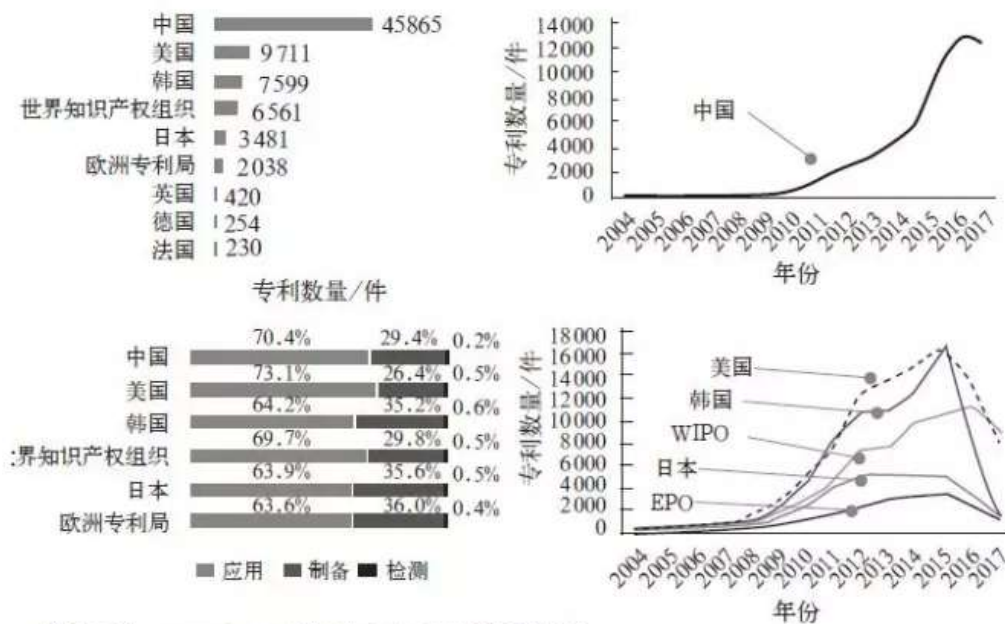 中国 45865
美国 9711
韩国 7599
世界知识产权组织 6561
日本 3481
欧洲专利局 2038
英国 420
德国 254
法国 230
专利数量/件
14000
12000
10000
8000
6000
4000
2000
0
专利数量/件
中国
2004 2005 2006 2007 2008 2009 2010 2011 2012 2013 2014 2015 2016 2017
年份
70.4% 29.4% 0.2%
中国
73.1% 26.4% 0.5%
美国
64.2% 35.2% 0.6%
韩国
69.7% 29.8% 0.5%
界知识产权组织
63.9% 35.6% 0.5%
日本
63.6% 36.0% 0.4%
欧洲专利局
应用 制备 检测
18000
16000
14000
12000
10000
8000
6000
4000
2000
0
专利数量/件
美国
韩国
WIPO
日本
EPO
2004 2005 2006 2007 2008 2009 2010 2011 2012 2013 2014 2015 2016 2017
年份